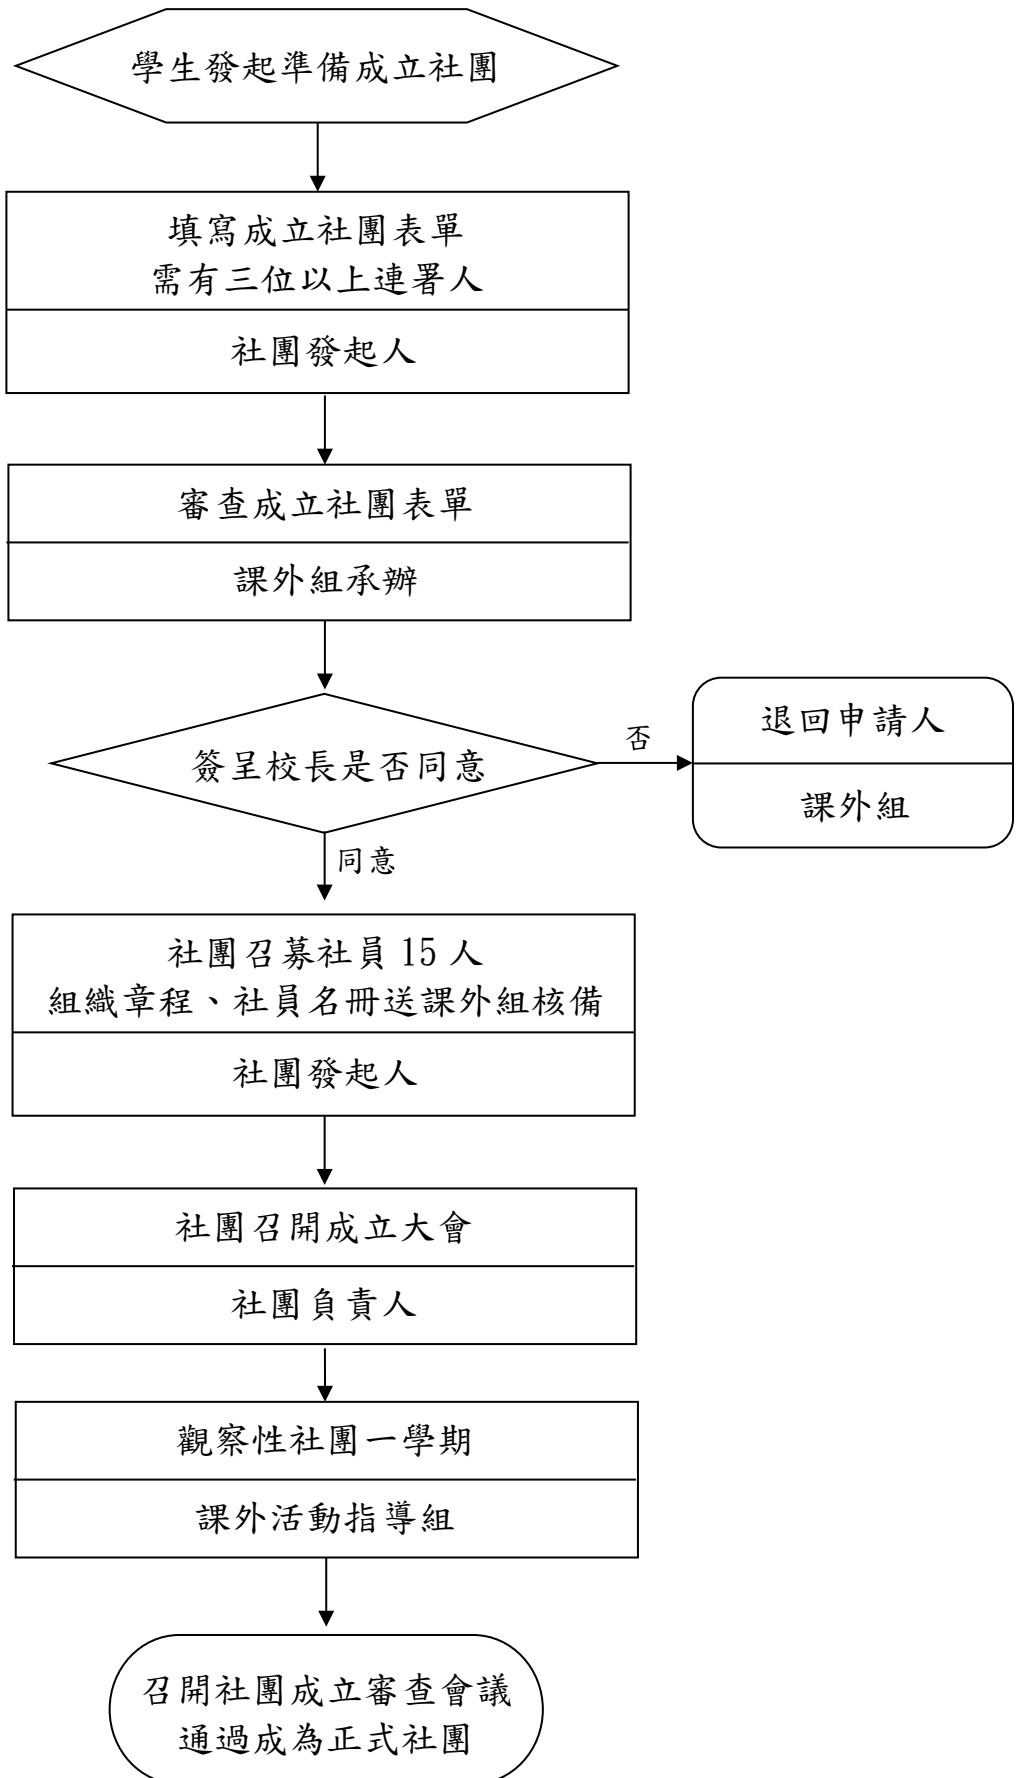 學生發起準備成立社團
填寫成立社團表單
需有三位以上連署人
社團發起人
審查成立社團表單
課外組承辦
簽呈校長是否同意
否
退回申請人
課外組
同意
社團召募社員 15 人
組織章程、社員名冊送課外組核備
社團發起人
社團召開成立大會
社團負責人
觀察性社團一學期
課外活動指導組
召開社團成立審查會議
通過成為正式社團